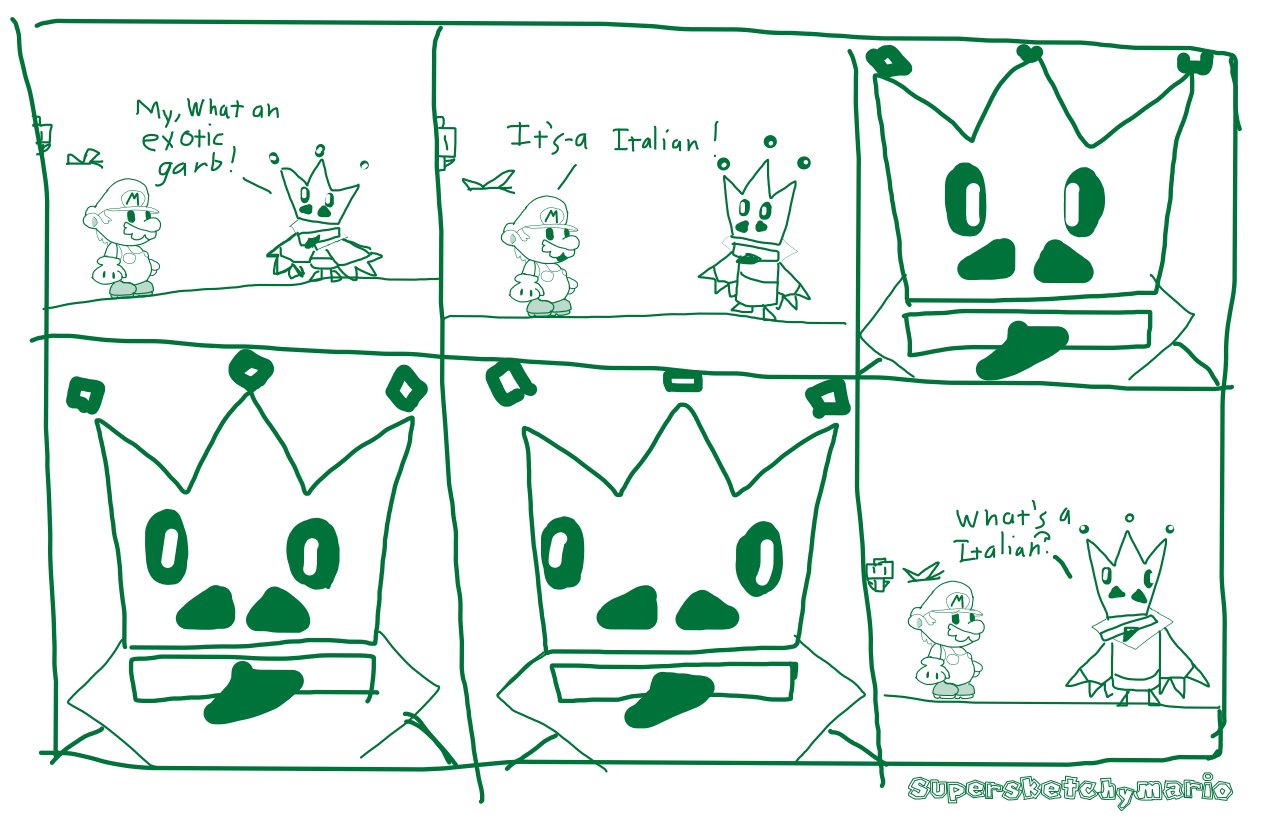 My, What an
exotic
garb!
It's-a Italian!
M
M
What's a
Italian?
M
Supersketchymario